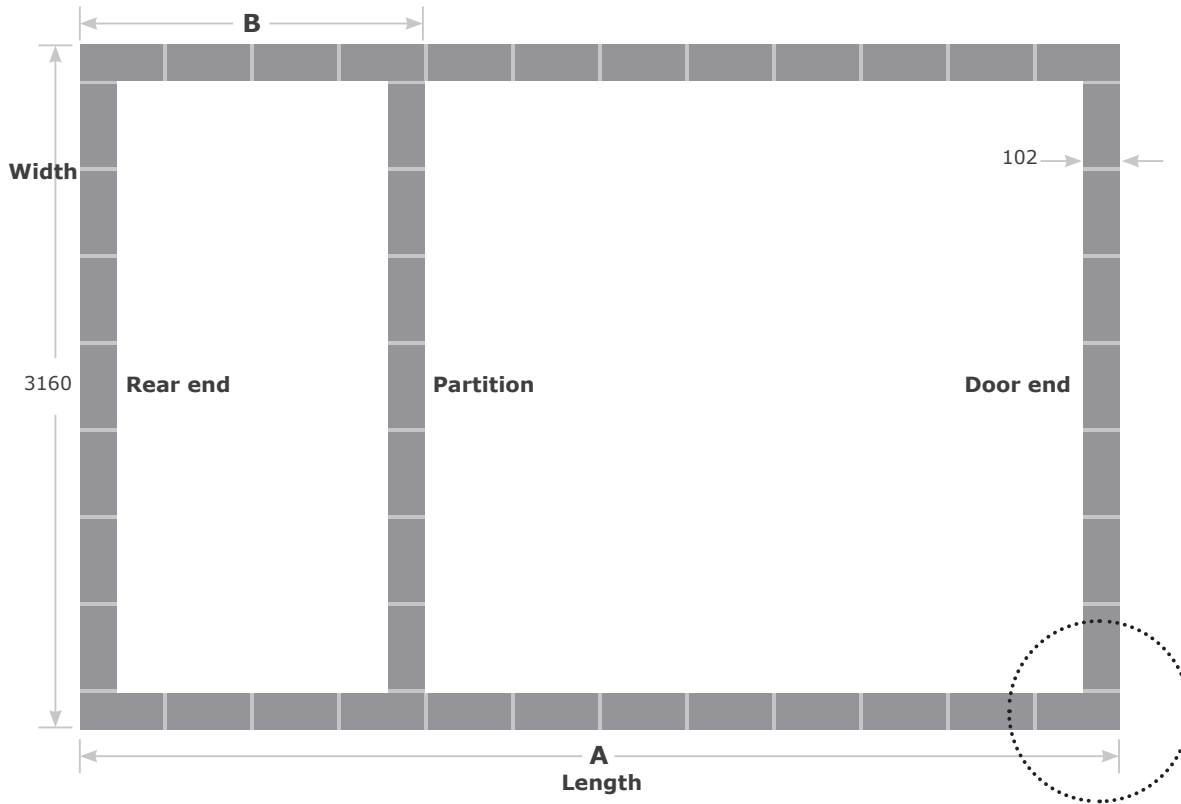 B
Width
102
3160
Rear end
Partition
Door end
A
Length